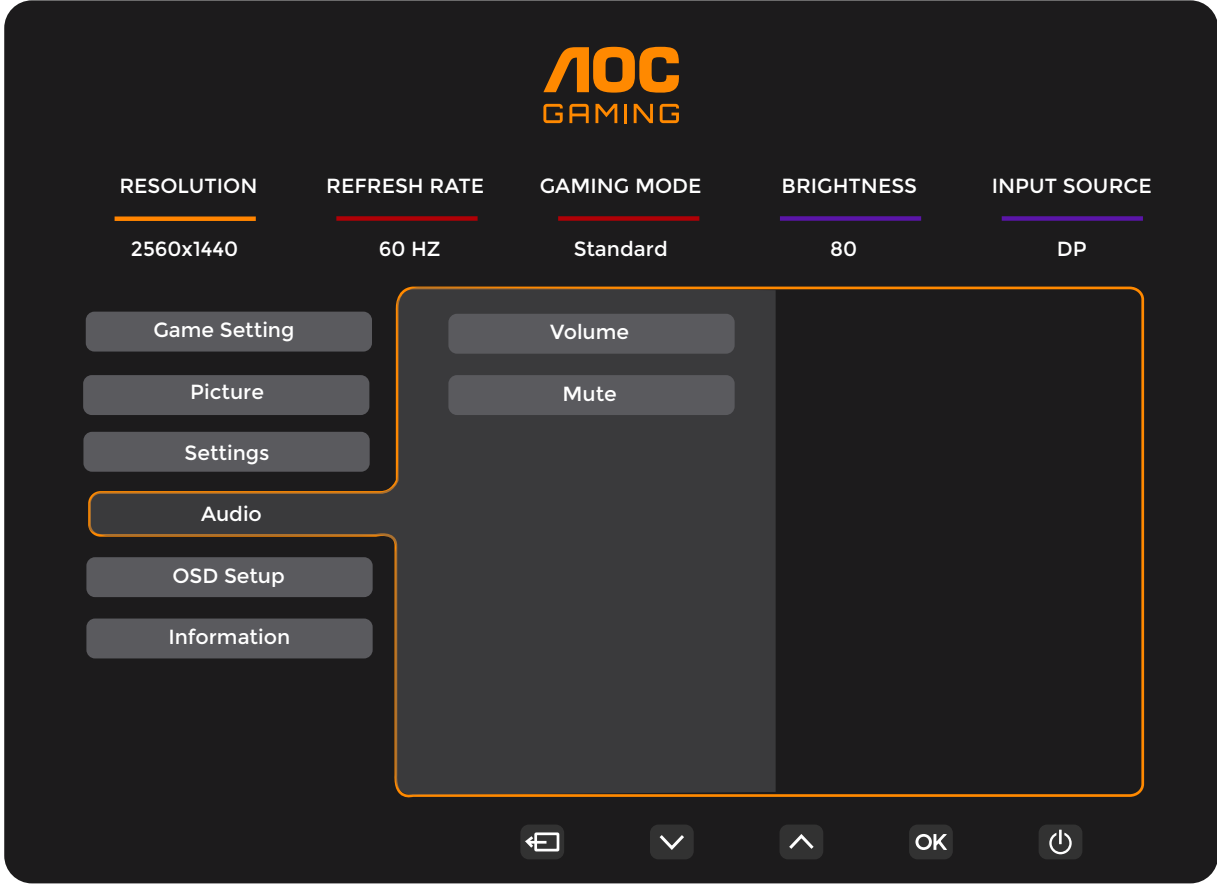 AOC
GAMING
RESOLUTION REFRESH RATE GAMING MODE BRIGHTNESS INPUT SOURCE
2560x1440 60 HZ Standard 80 DP
Game Setting Volume
Picture Mute
Settings
Audio
OSD Setup
Information
OK